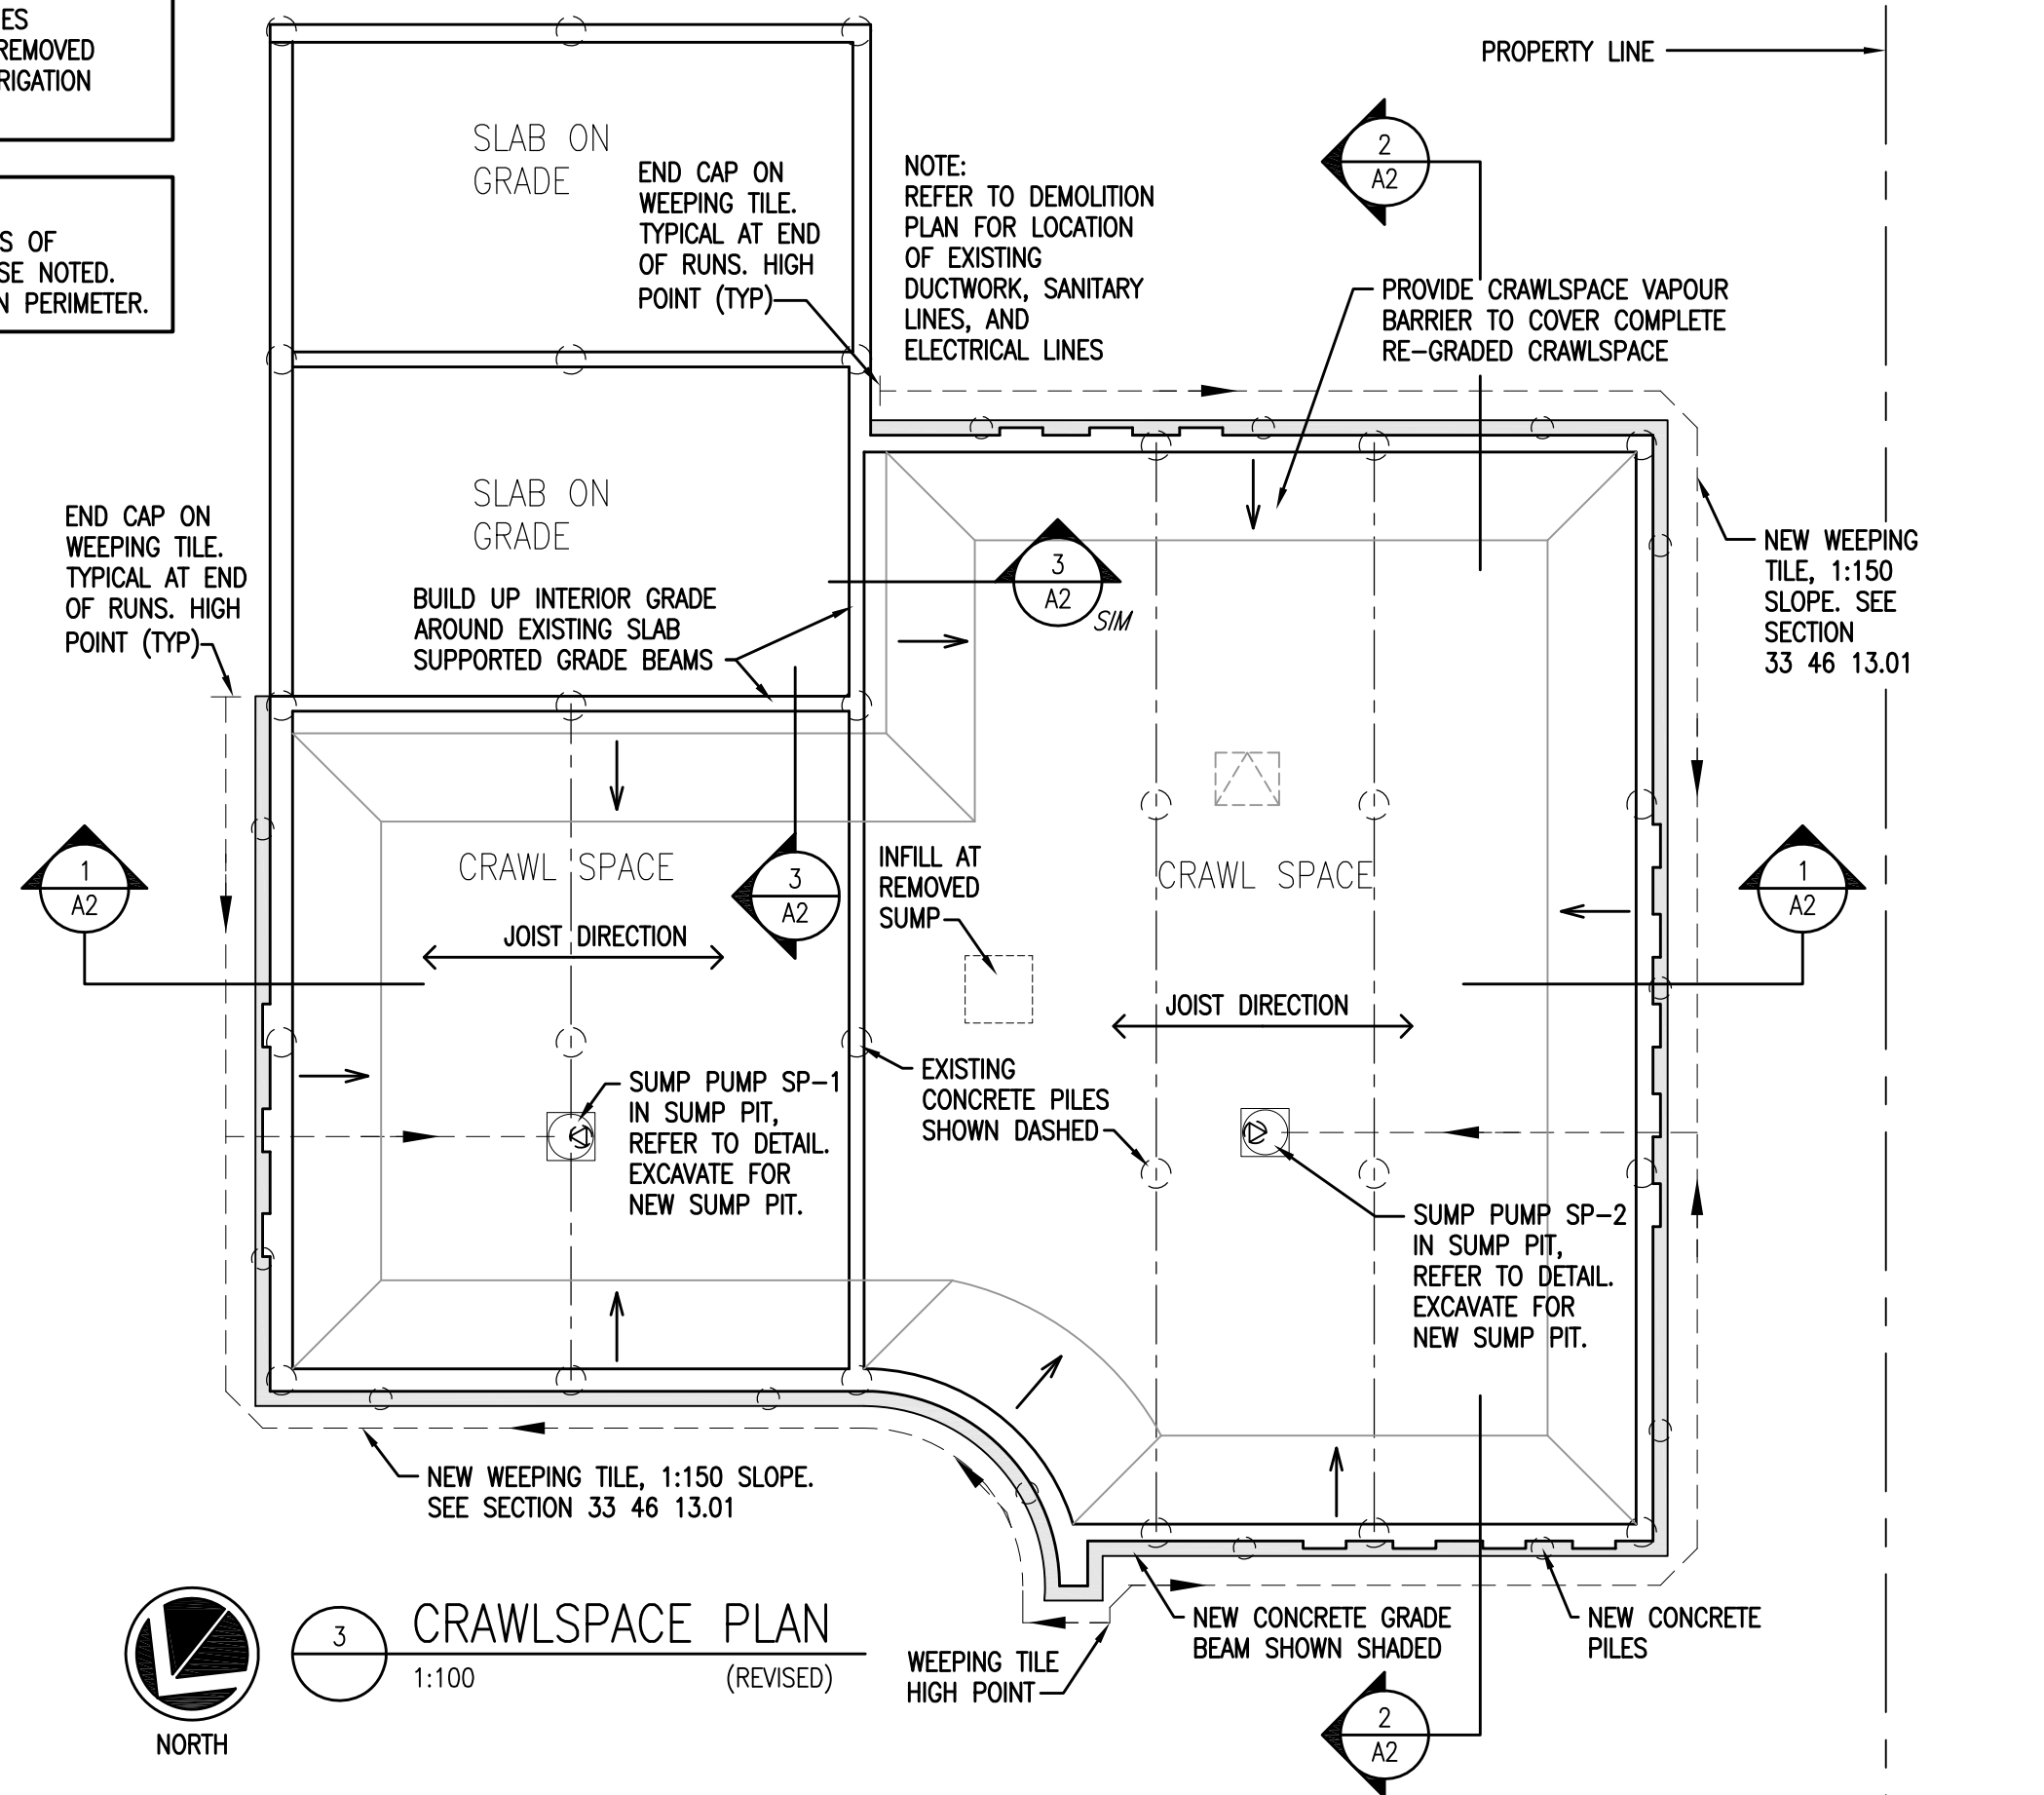 ES
REMOVED
RIGATION
S OF
SE NOTED.
N PERIMETER.
PROPERTY LINE
SLAB ON
GRADE
END CAP ON
WEEPING TILE.
TYPICAL AT END
OF RUNS. HIGH
POINT (TYP)
NOTE:
REFER TO DEMOLITION
PLAN FOR LOCATION
OF EXISTING
DUCTWORK, SANITARY
LINES, AND
ELECTRICAL LINES
2
A2
PROVIDE CRAWLSPACE VAPOUR
BARRIER TO COVER COMPLETE
RE-GRADED CRAWLSPACE
SLAB ON
GRADE
END CAP ON
WEEPING TILE.
TYPICAL AT END
OF RUNS. HIGH
POINT (TYP)
BUILD UP INTERIOR GRADE
AROUND EXISTING SLAB
SUPPORTED GRADE BEAMS
3
A2
SIM
NEW WEEPING
TILE, 1:150
SLOPE. SEE
SECTION
33 46 13.01
1
A2
CRAWL SPACE
3
A2
INFILL AT
REMOVED
SUMP
CRAWL SPACE
1
A2
JOIST DIRECTION
JOIST DIRECTION
SUMP PUMP SP-1
IN SUMP PIT,
REFER TO DETAIL.
EXCAVATE FOR
NEW SUMP PIT.
EXISTING
CONCRETE PILES
SHOWN DASHED
SUMP PUMP SP-2
IN SUMP PIT,
REFER TO DETAIL.
EXCAVATE FOR
NEW SUMP PIT.
NEW WEEPING TILE, 1:150 SLOPE.
SEE SECTION 33 46 13.01
NORTH
3
CRAWLSPACE PLAN
1:100
(REVISED)
WEEPING TILE
HIGH POINT
NEW CONCRETE GRADE
BEAM SHOWN SHADED
NEW CONCRETE
PILES
2
A2